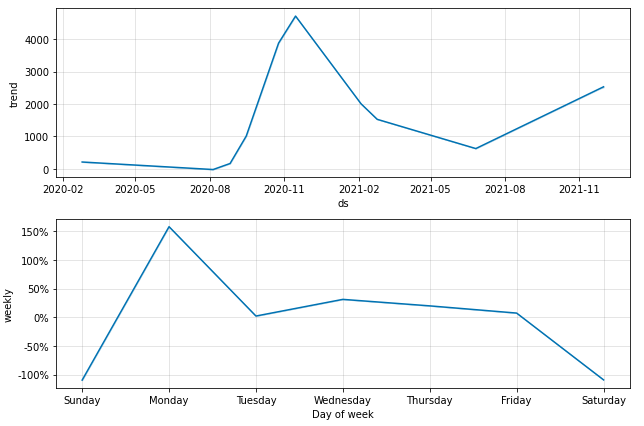 4000
3000
2000
1000
0
trend
2020-02 2020-05 2020-08 2020-11 2021-02 2021-05 2021-08 2021-11
ds
150%
100%
50%
0%
-50%
-100%
weekly
Sunday Monday Tuesday Wednesday Thursday Friday Saturday
Day of week